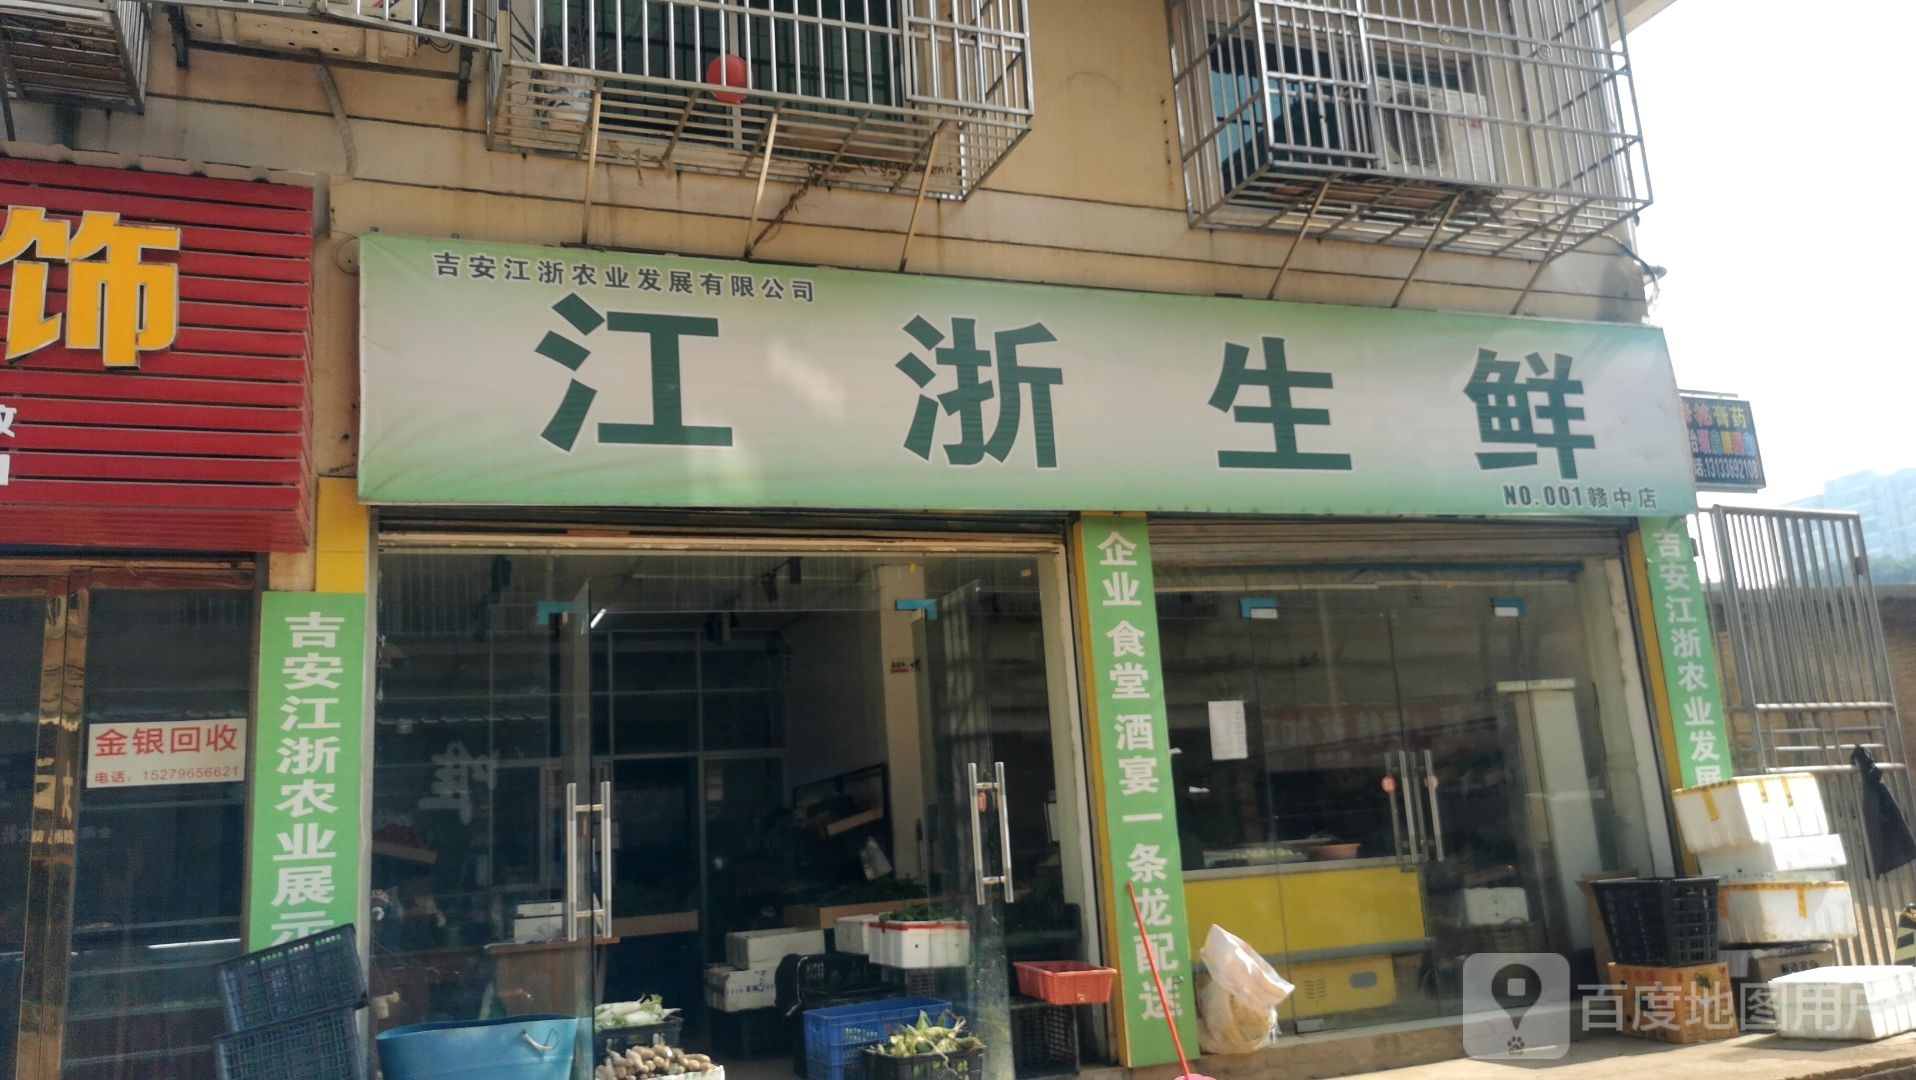 饰
吉安江浙农业发展有限公司
江浙生鲜
NO.001赣中店
膏药
13133692108
金银回收
电话：15279656621
吉安江浙农业展示
企业食堂酒宴一条龙配送
吉安江浙农业发展
百度地图用户